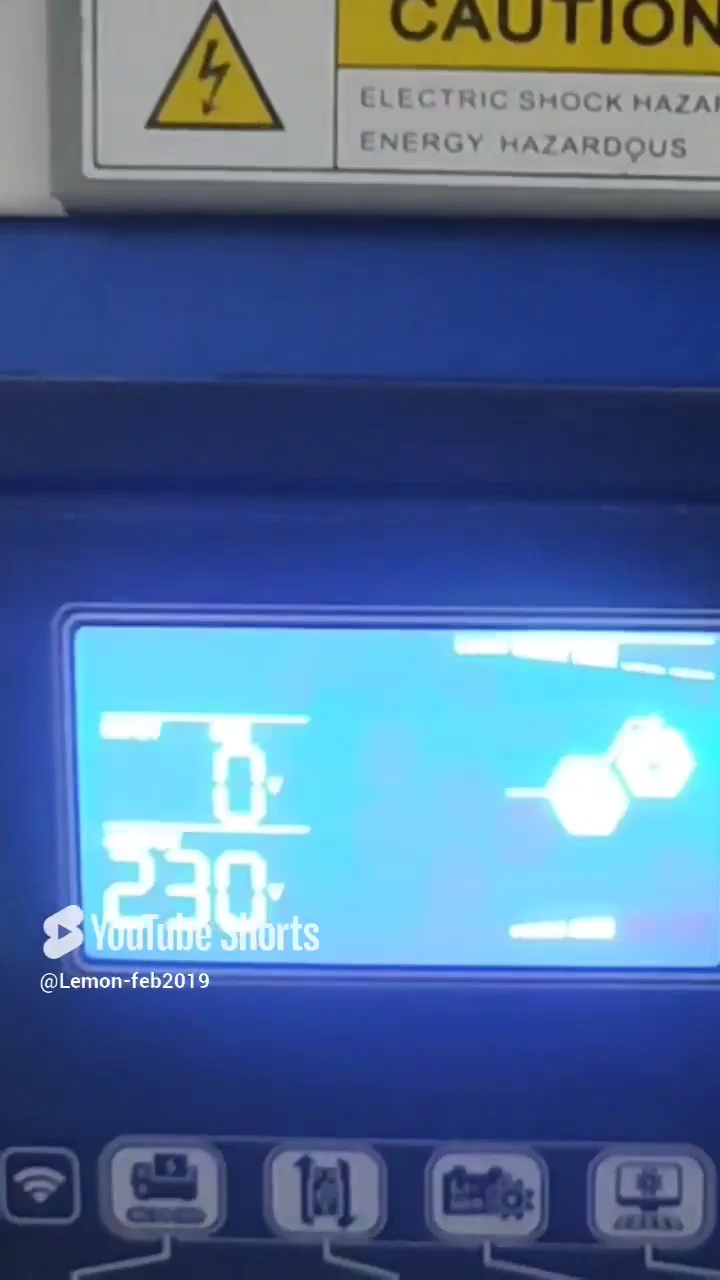 CAUTION
ELECTRIC SHOCK HAZAR
ENERGY HAZARDOUS
0
230
YouTube Shorts
@Lemon-feb2019